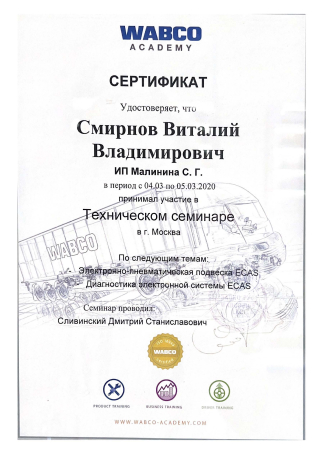 WABCO
ACADEMY
СЕРТИФИКАТ
Удостоверяет, что
Смирнов Виталий
Владимирович
ИП Малинина С. Г.
в период с 04.03 по 05.03.2020
принимал участие в
Техническом семинаре
в г. Москва
WABCO
По следующим темам:
Электронно-пневматическая подвеска ECAS,
Диагностика электронной системы ECAS
Семинар проводил:
Сливинский Дмитрий Станиславович
WABCO
PRODUCT TRAINING
BUSINESS TRAINING
DRIVER TRAINING
WWW.WABCO-ACADEMY.COM